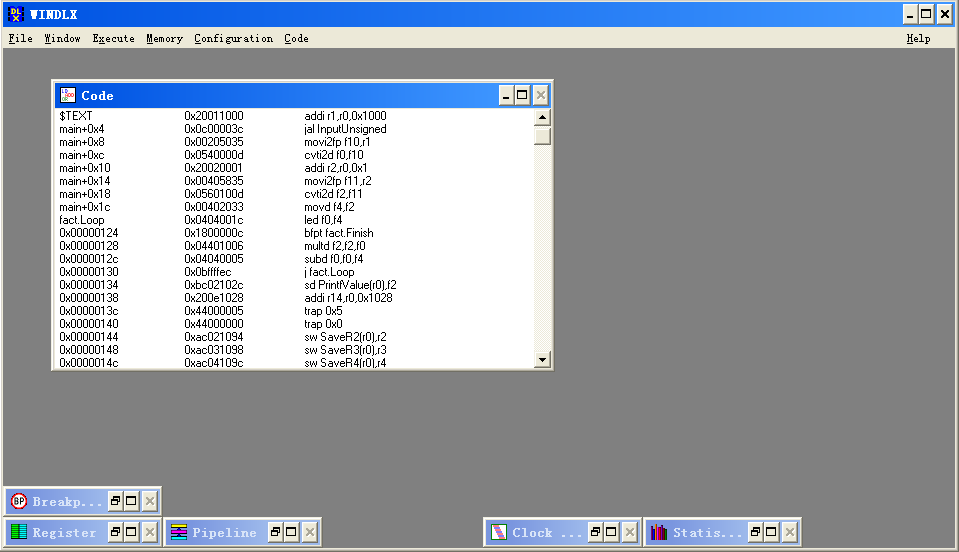 WINDLX
File Window Execute Memory Configuration Code Help
Code
$TEXT 0x20011000 addi r1,r0,0x1000
main+0x4 0x0c00003c jal InputUnsigned
main+0x8 0x00205035 movi2fp f10,r1
main+0xc 0x0540000d cvti2d f0,f10
main+0x10 0x20020001 addi r2,r0,0x1
main+0x14 0x00405835 movi2fp f11,r2
main+0x18 0x0560100d cvti2d f2,f11
main+0x1c 0x00402033 movd f4,f2
fact.Loop 0x0404001c led f0,f4
0x00000124 0x1800000c bfpt fact.Finish
0x00000128 0x04401006 multd f2,f2,f0
0x0000012c 0x04040005 subd f0,f0,f4
0x00000130 0x0bffffec j fact.Loop
0x00000134 0xbc02102c sd PrintfValue(r0),f2
0x00000138 0x200e1028 addi r14,r0,0x1028
0x0000013c 0x44000005 trap 0x5
0x00000140 0x44000000 trap 0x0
0x00000144 0xac021094 sw SaveR2(r0),r2
0x00000148 0xac031098 sw SaveR3(r0),r3
0x0000014c 0xac04109c sw SaveR4(r0),r4
BP Breakp...
Register Pipeline Clock ... Statis...